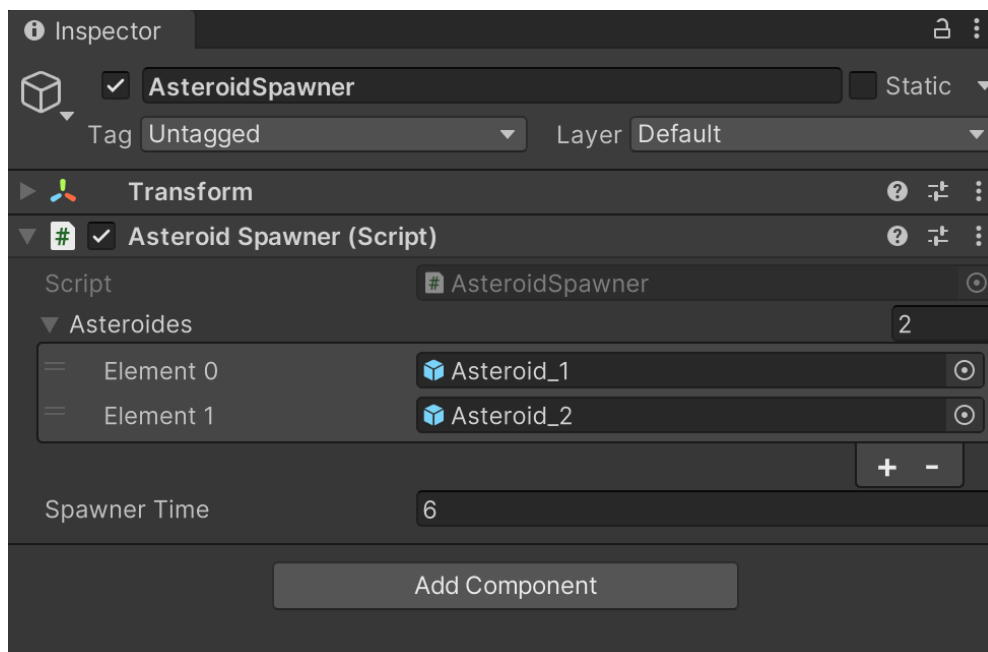 Inspector
AsteroidSpawner Static
Tag Untagged Layer Default
Transform
# Asteroid Spawner (Script)
Script # AsteroidSpawner
Asteroides 2
Element 0 Asteroid_1
Element 1 Asteroid_2
+ -
Spawner Time 6
Add Component